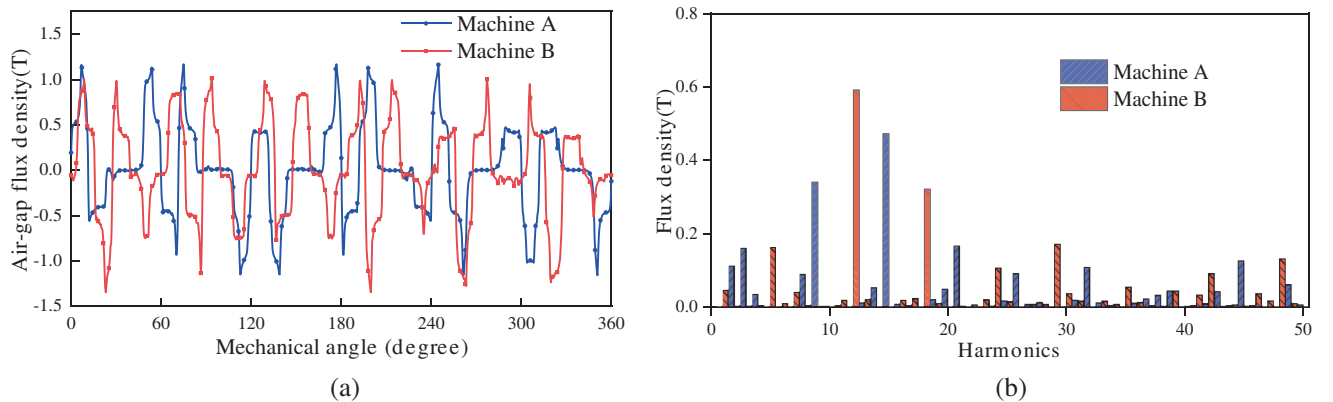 Machine A
Machine B
1.5
1.0
0.5
0.0
-0.5
-1.0
-1.5
Air-gap flux density(T)
0 60 120 180 240 300 360
Mechanical angle (degree)
(a)
0.8
0.6
0.4
0.2
0.0
Flux density(T)
Machine A
Machine B
0 10 20 30 40 50
Harmonics
(b)